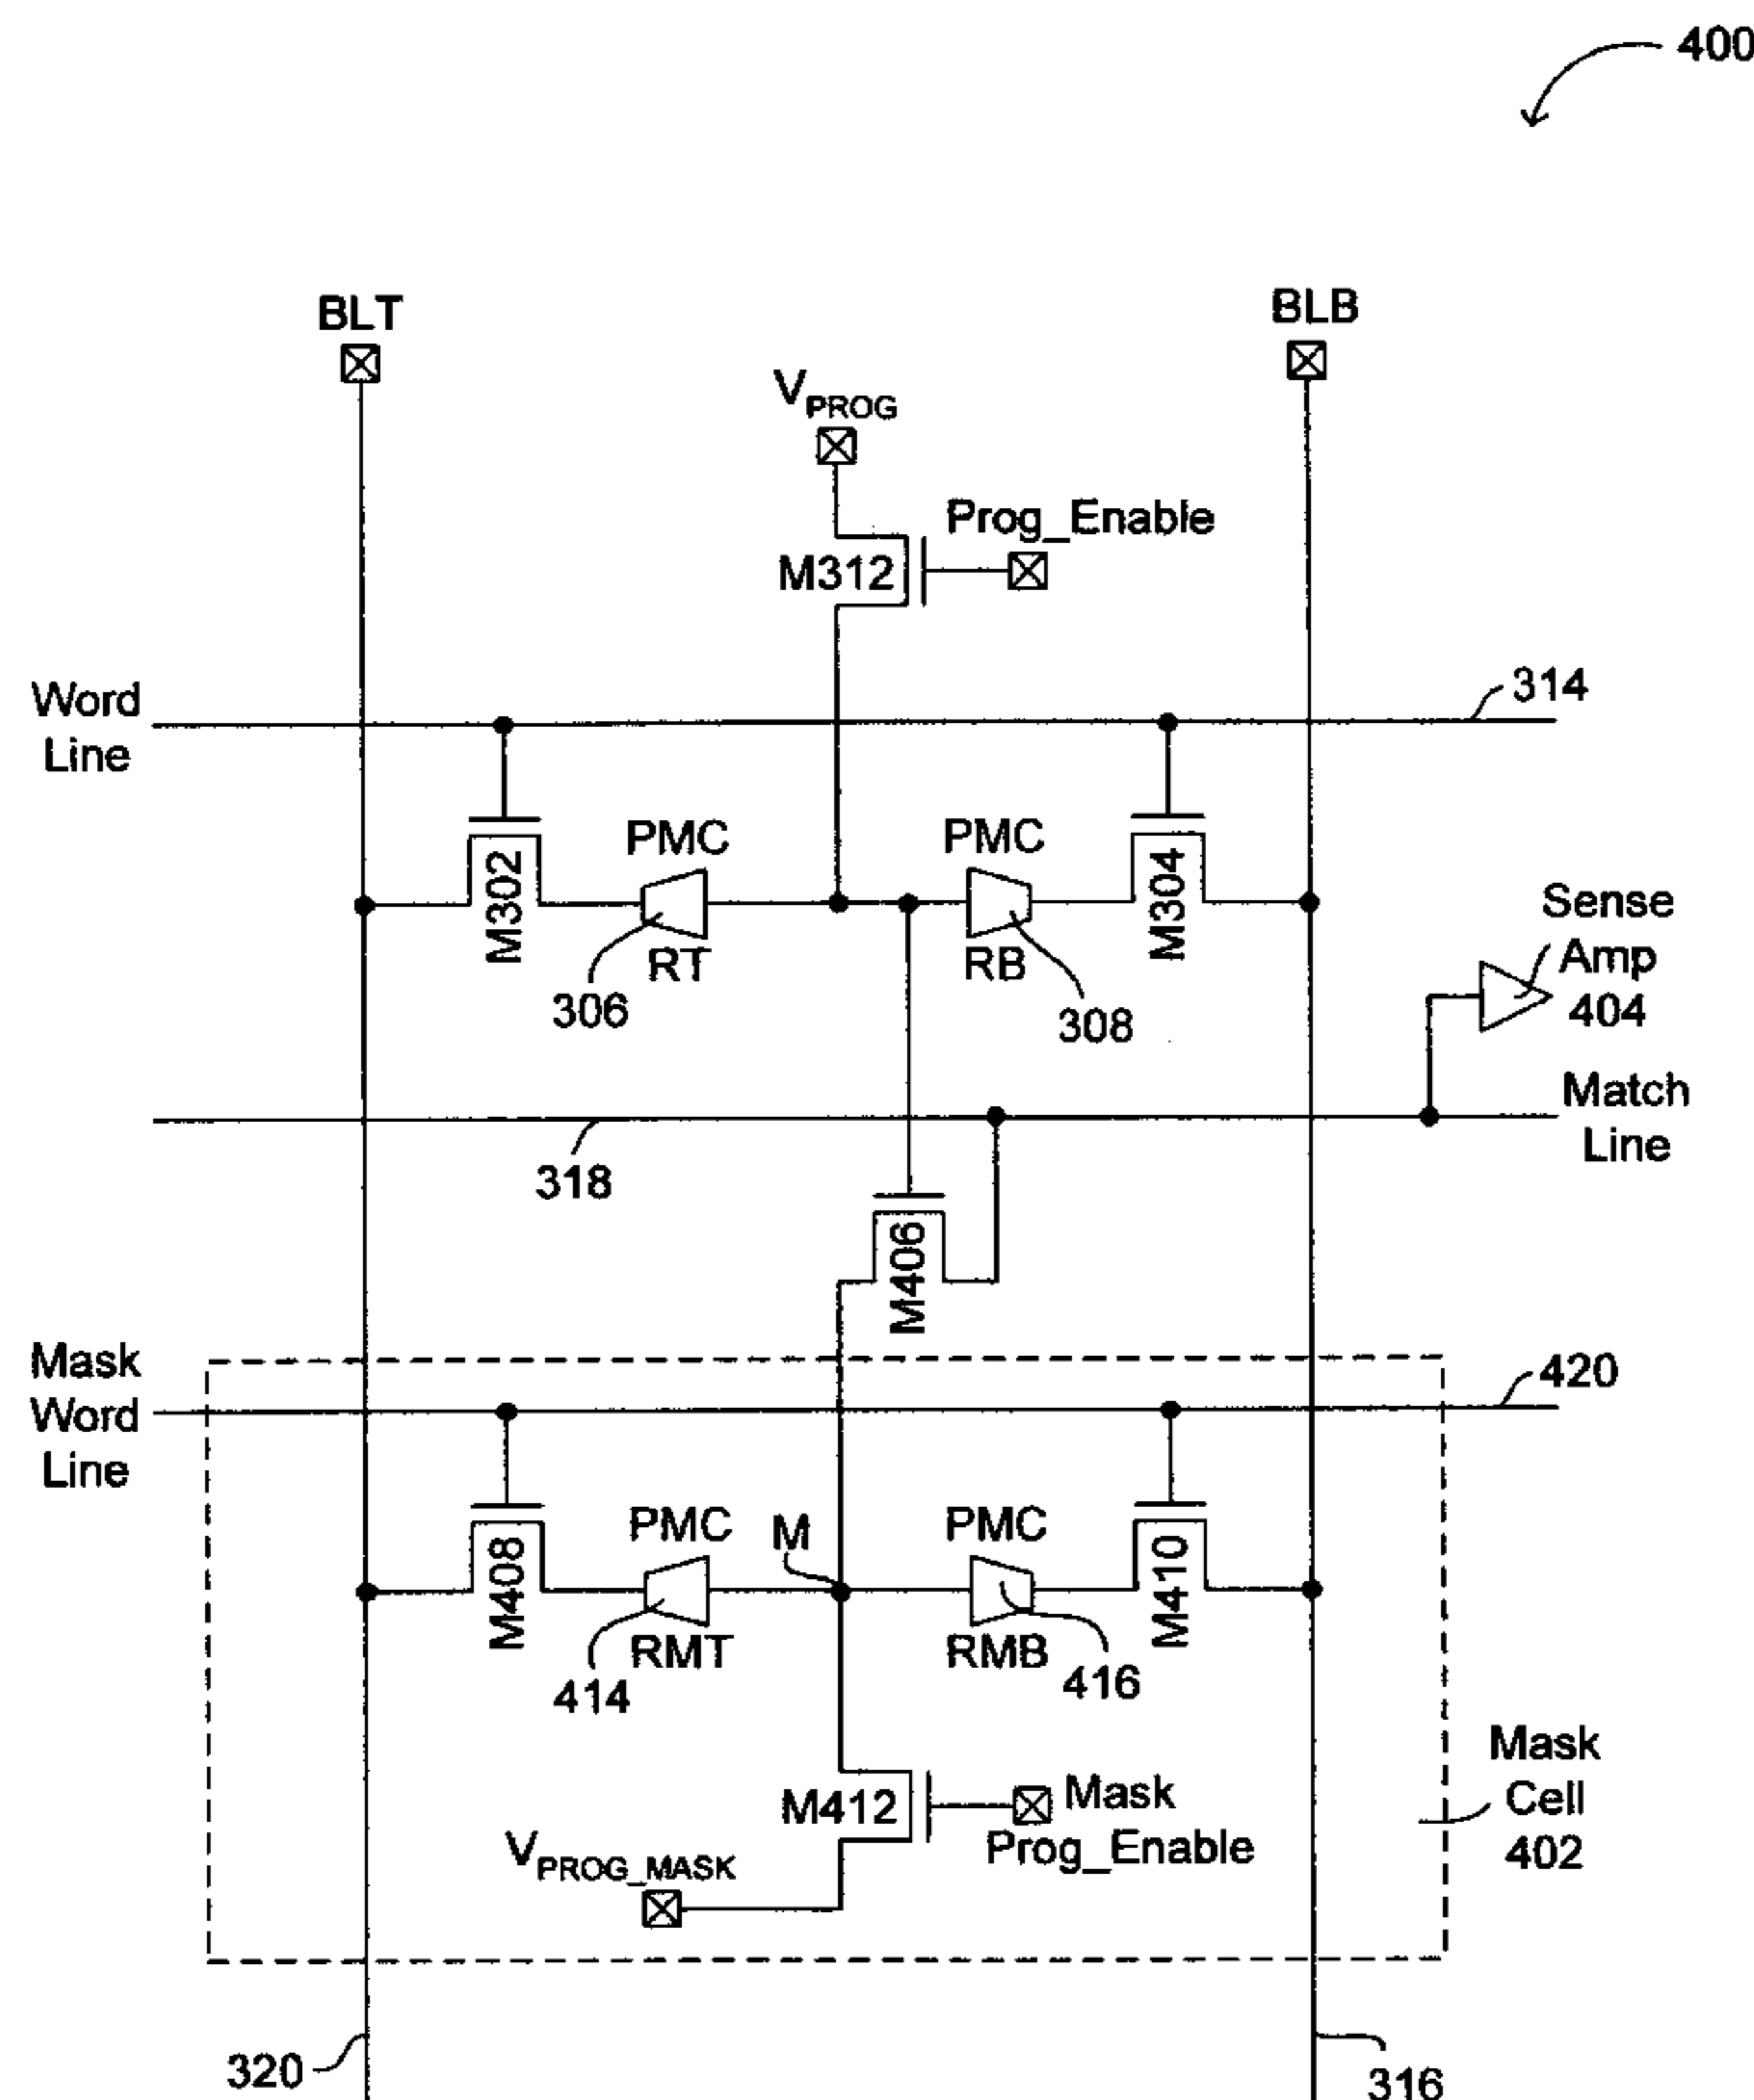 400
BLT
BLB
VPROG
Prog_Enable
M312
Word
Line
314
M302
PMC
RT
306
PMC
RB
308
M304
Sense
Amp
404
Match
Line
318
M406
Mask
Word
Line
420
M408
PMC
RMT
414
M
PMC
RMB
416
M410
M412
Mask
Prog_Enable
VPROG_MASK
Mask
Cell
402
320
316